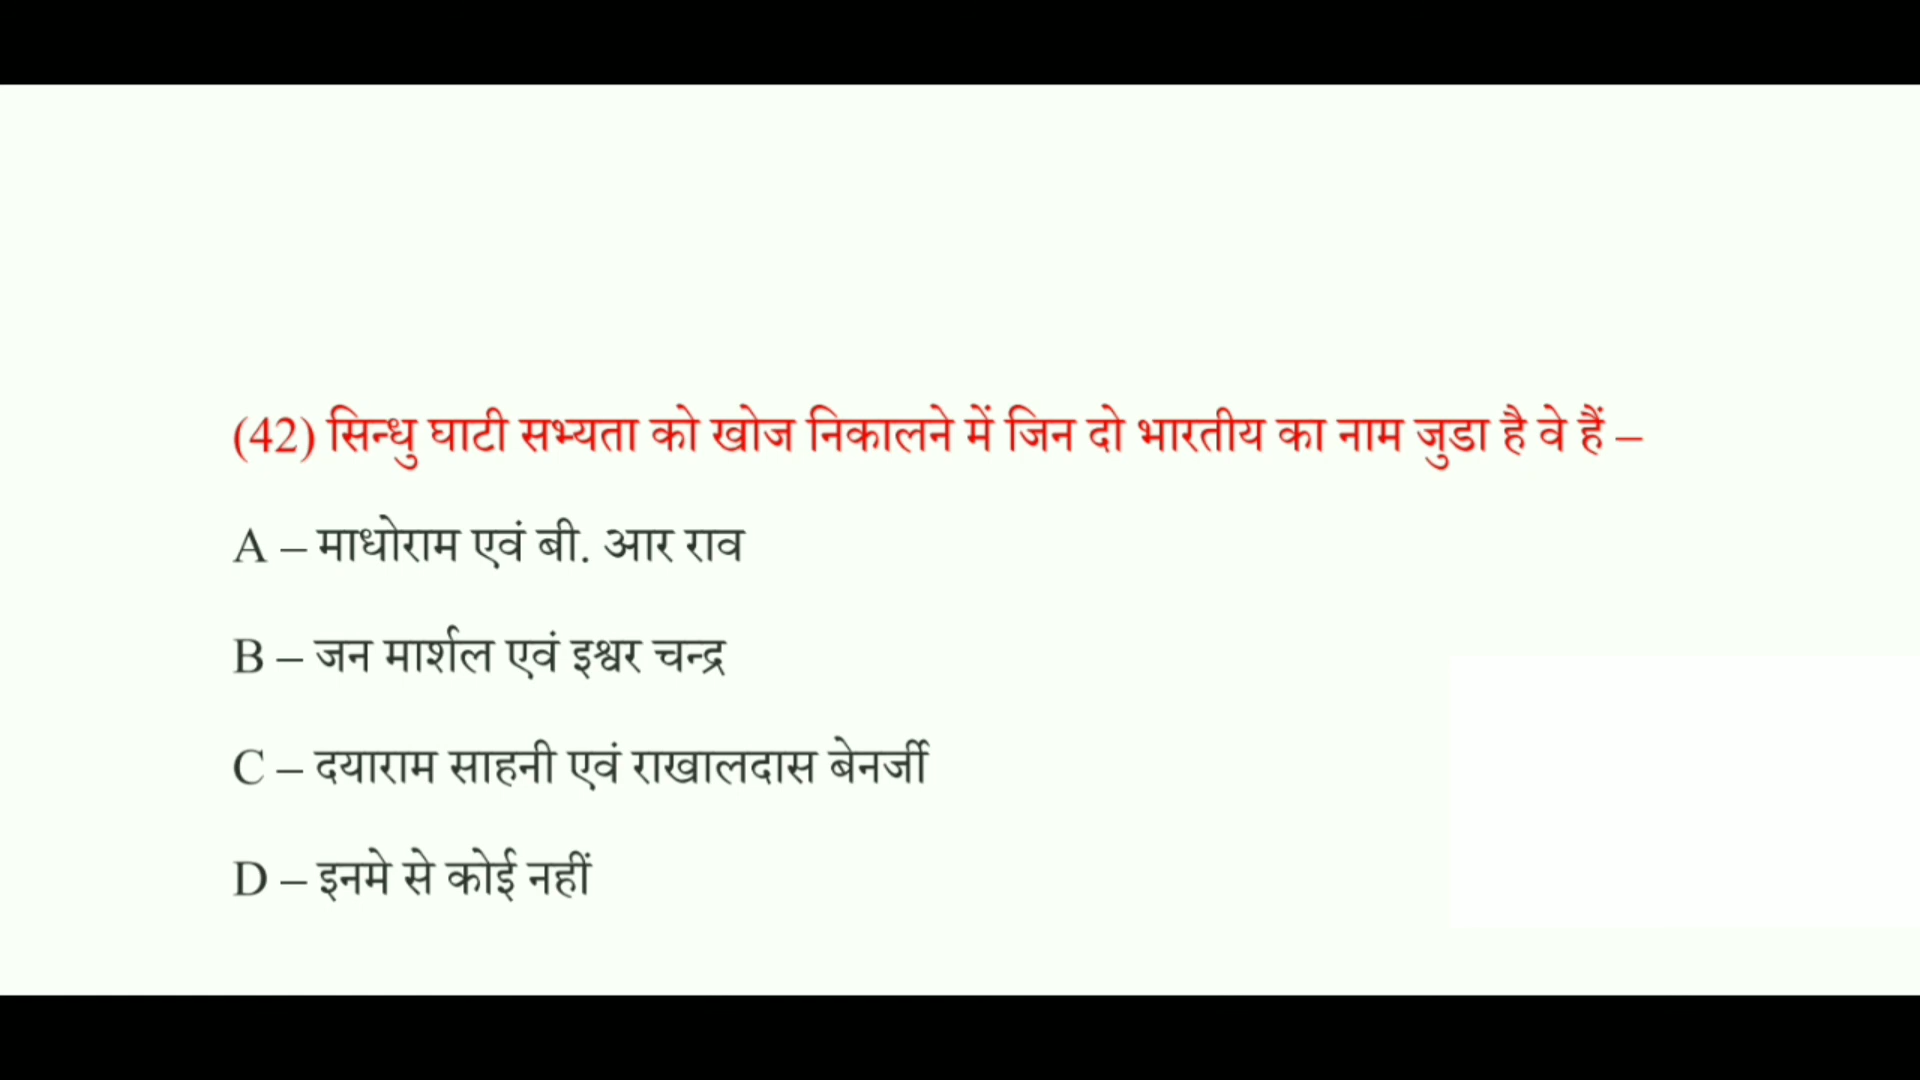 (42) सिन्धु घाटी सभ्यता को खोज निकालने में जिन दो भारतीय का नाम जुडा है वे हैं –
A – माधोराम एवं बी. आर राव
B – जन मार्शल एवं इश्वर चन्द्र
C – दयाराम साहनी एवं राखालदास बेनर्जी
D – इनमे से कोई नहीं